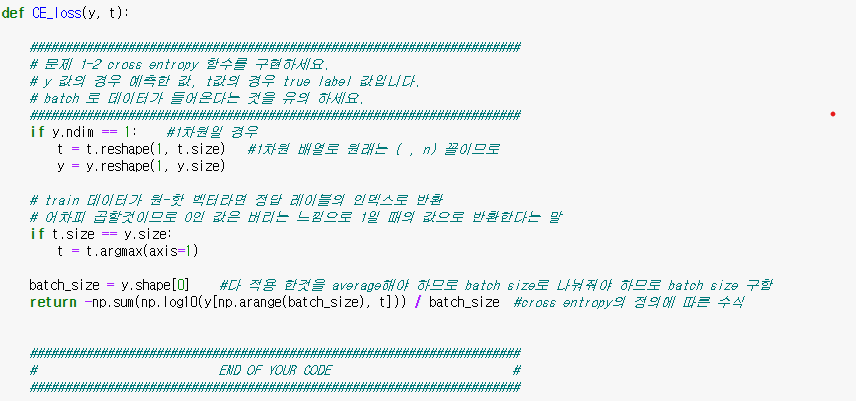 def CE_loss(y, t):
######################################################################
# 문제 1-2 cross entropy 함수를 구현하세요.
# y 값의 경우 예측한 값, t값의 경우 true label 값입니다.
# batch 로 데이터가 들어온다는 것을 유의 하세요.
######################################################################
if y.ndim == 1: #1차원일 경우
t = t.reshape(1, t.size) #1차원 배열로 원래는 ( , n) 꼴이므로
y = y.reshape(1, y.size)
# train 데이터가 원-핫 벡터라면 정답 레이블의 인덱스로 반환
# 어차피 곱할것이므로 0인 값은 버리는 느낌으로 1일 때의 값으로 반환한다는 말
if t.size == y.size:
t = t.argmax(axis=1)
batch_size = y.shape[0] #다 적용 한것을 average해야 하므로 batch size로 나눠줘야 하므로 batch size 구함
return -np.sum(np.log10(y[np.arange(batch_size), t])) / batch_size #cross entropy의 정의에 따른 수식
######################################################################
# END OF YOUR CODE #
######################################################################